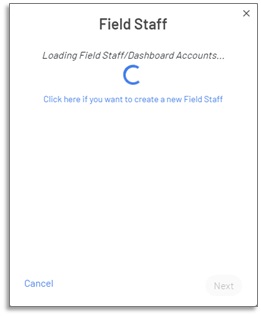 Field Staff
Loading Field Staff/Dashboard Accounts...
Click here if you want to create a new Field Staff
Cancel
Next